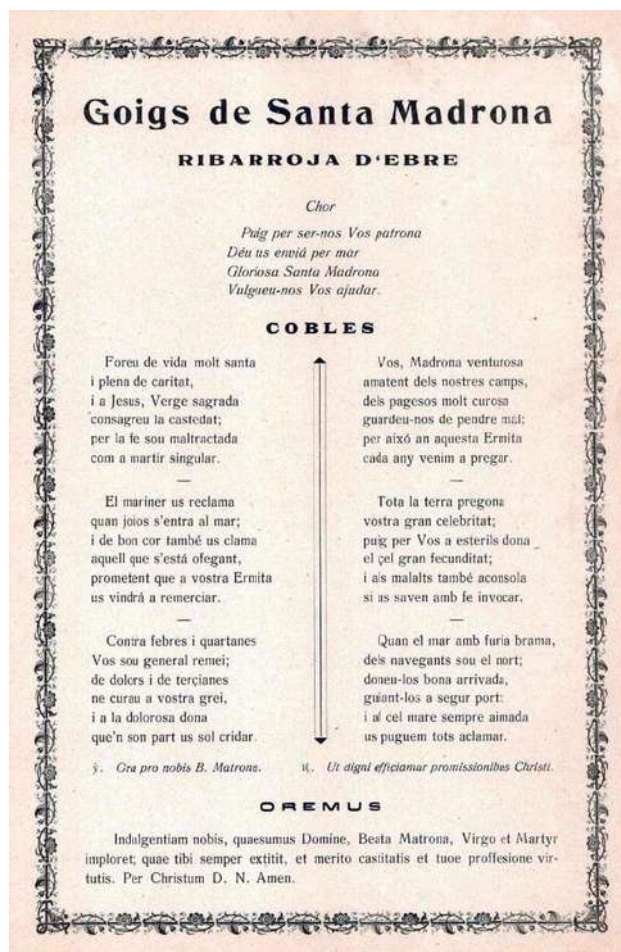 Goigs de Santa Madrona
RIBARROJA D'EBRE
Chor
Puig per ser-nos Vos patrona
Déu us enviá per mar
Gloriosa Santa Madrona
Vulgueu-nos Vos ajudar.
COBLES
Foreu de vida molt santa
i plena de caritat,
i a Jesus, Verge sagrada
consagreu la castedat;
per la fe sou maltractada
com a martir singular.
El mariner us reclama
quan joios s'entra al mar;
i de bon cor també us clama
aquell que s'está ofegant,
prometent que a vostra Ermita
us vindrá a remerciar.
Contra febres i quartanes
Vos sou general remei;
de dolors i de terçianes
ne curau a vostra grei,
i a la dolorosa dona
que'n son part us sol cridar.
Vos, Madrona venturosa
amatent dels nostres camps,
dels pagesos molt curosa
guardeu-nos de pendre mal;
per aixó an aquesta Ermita
cada any venim a pregar.
Tota la terra pregona
vostra gran celebritat;
puig per Vos a esterils dona
el çel gran fecunditat;
i als malalts també aconsola
si us saven amb fe invocar.
Quan el mar amb furia brama,
dels navegants sou el nort;
doneu-los bona arrivada,
guiant-los a segur port:
i al cel mare sempre aimada
us puguem tots aclamar.
℣. Ora pro nobis B. Matrone. ℟. Ut digni efficiamur promissionibes Christi.
OREMUS
Indulgentiam nobis, quaesumus Domine, Beata Matrona, Virgo et Martyr
imploret; quae tibi semper extitit, et merito castitatis et tuoe proffesione vir-
tutis. Per Christum D. N. Amen.